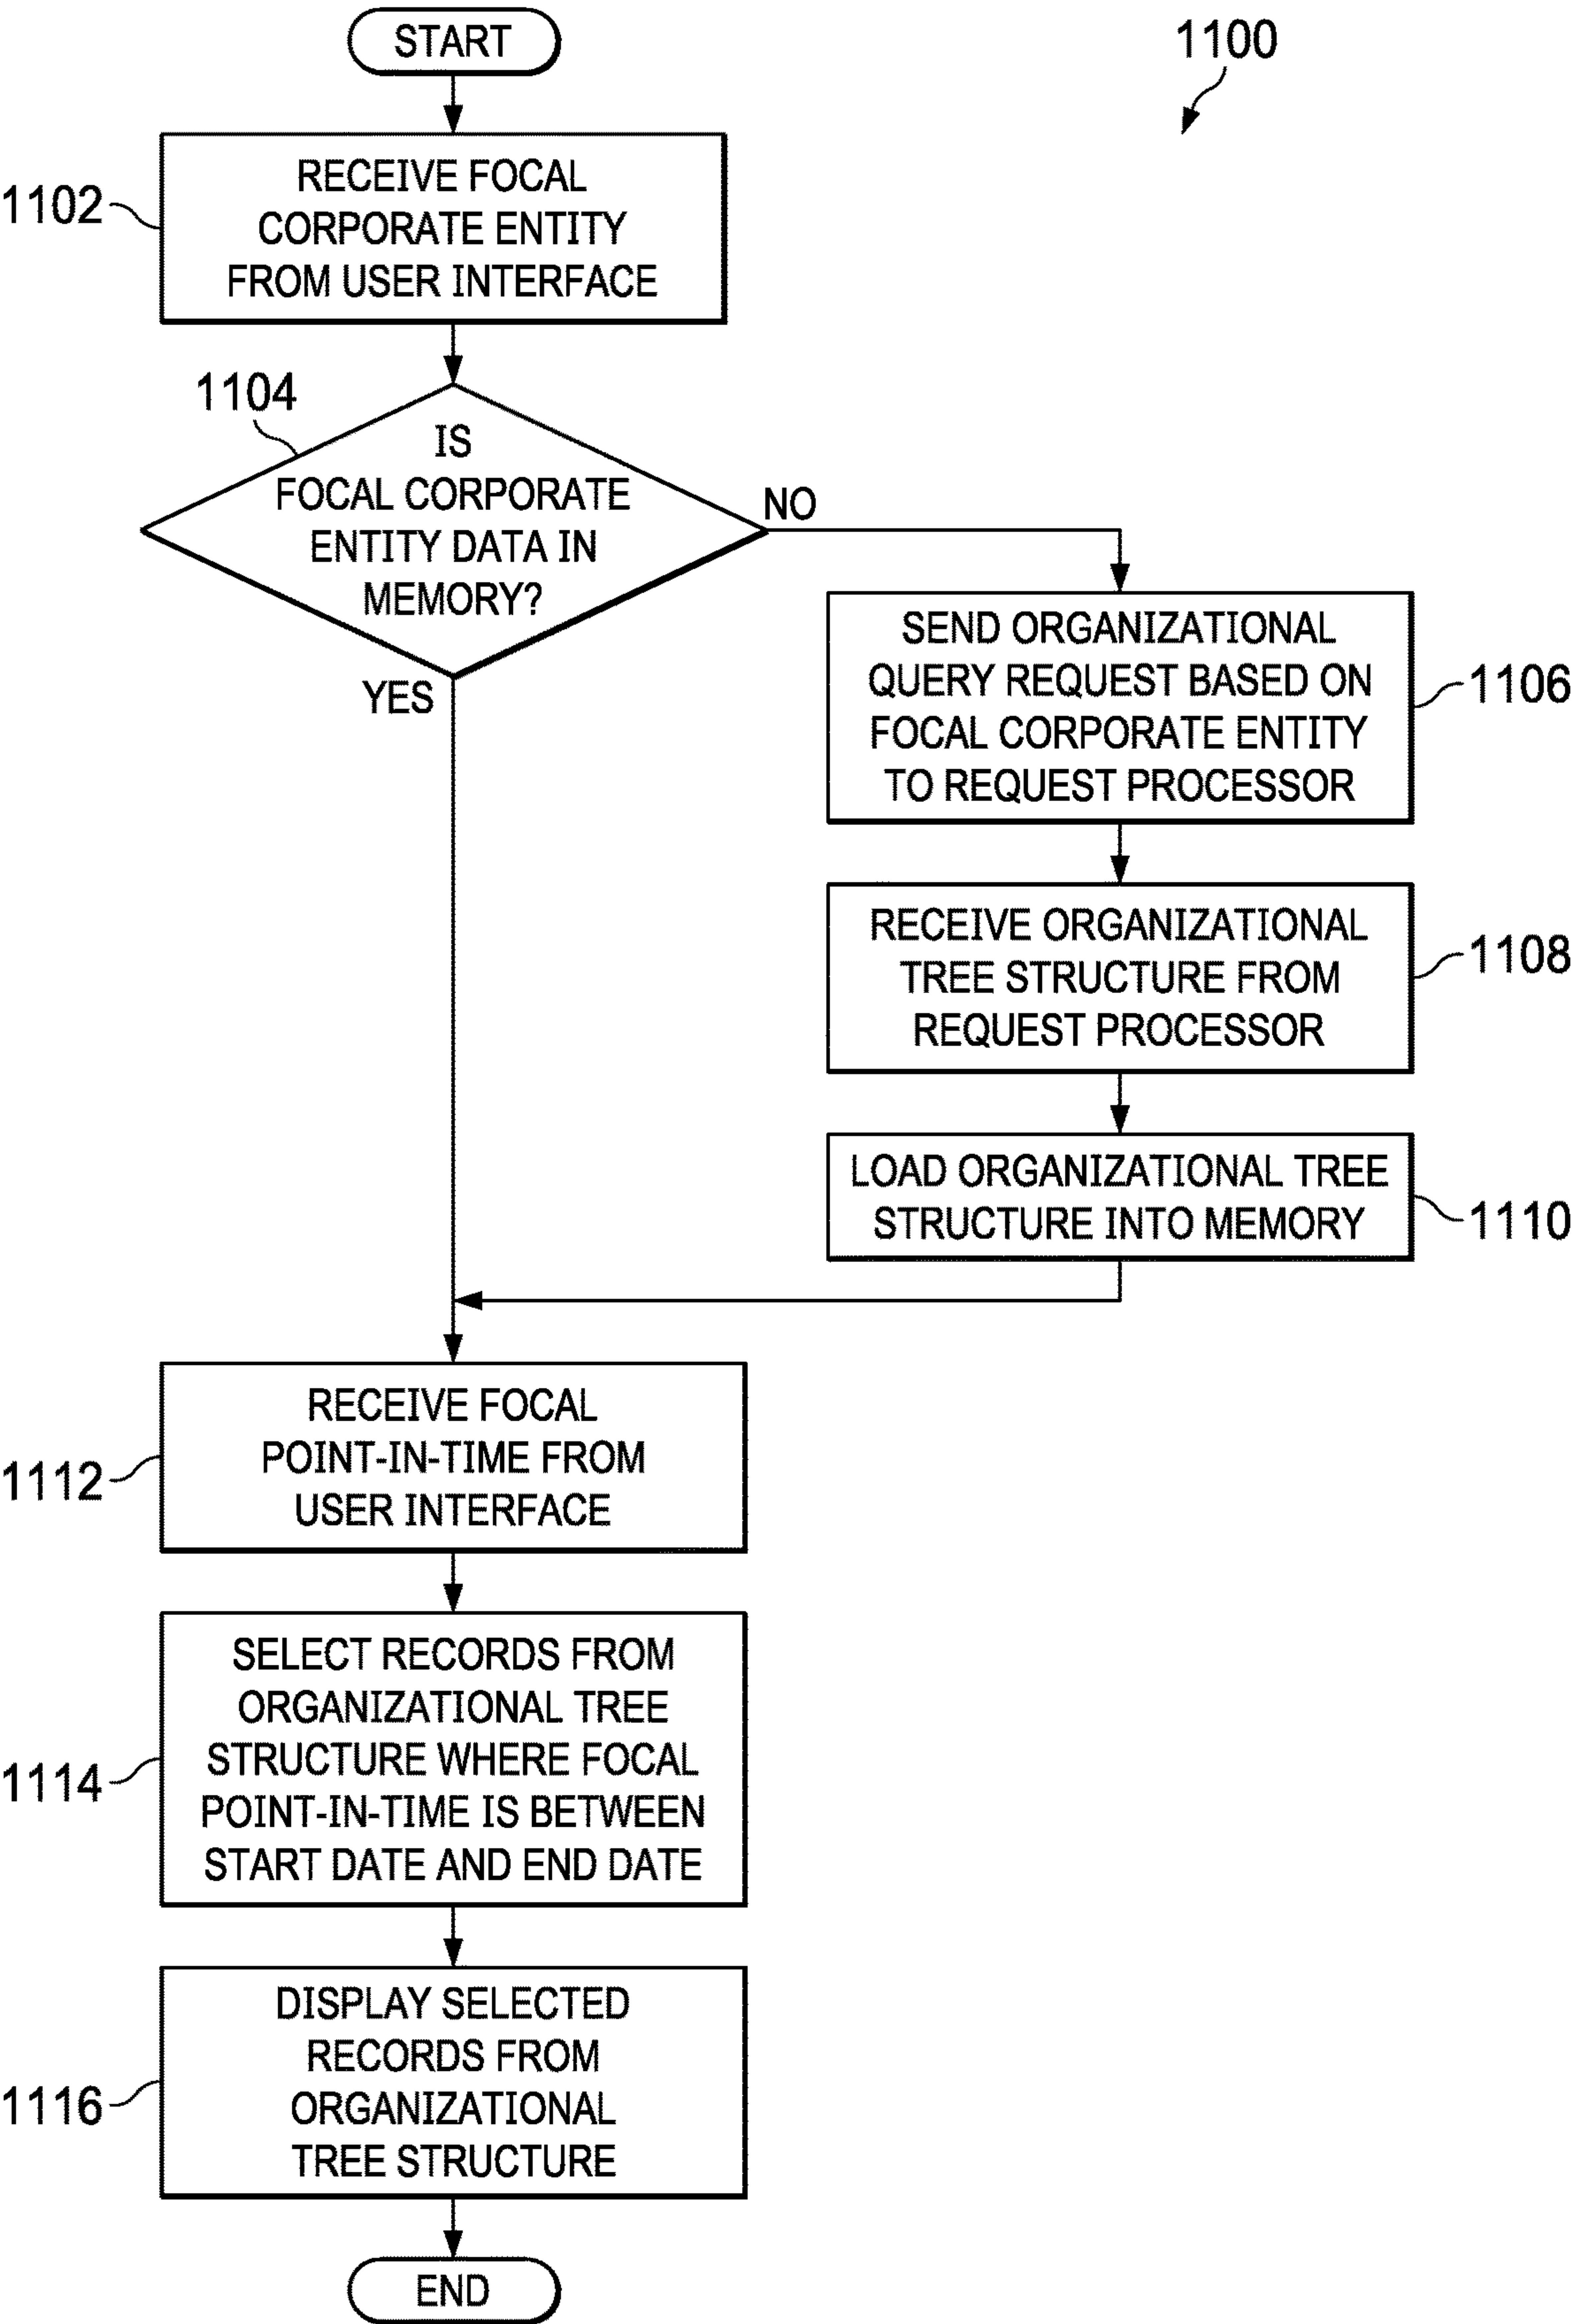 START
1100
1102
RECEIVE FOCAL
CORPORATE ENTITY
FROM USER INTERFACE
1104
IS
FOCAL CORPORATE
ENTITY DATA IN
MEMORY?
NO
YES
SEND ORGANIZATIONAL
QUERY REQUEST BASED ON
FOCAL CORPORATE ENTITY
TO REQUEST PROCESSOR
1106
RECEIVE ORGANIZATIONAL
TREE STRUCTURE FROM
REQUEST PROCESSOR
1108
LOAD ORGANIZATIONAL TREE
STRUCTURE INTO MEMORY
1110
RECEIVE FOCAL
POINT-IN-TIME FROM
USER INTERFACE
1112
SELECT RECORDS FROM
ORGANIZATIONAL TREE
STRUCTURE WHERE FOCAL
POINT-IN-TIME IS BETWEEN
START DATE AND END DATE
1114
DISPLAY SELECTED
RECORDS FROM
ORGANIZATIONAL
TREE STRUCTURE
1116
END